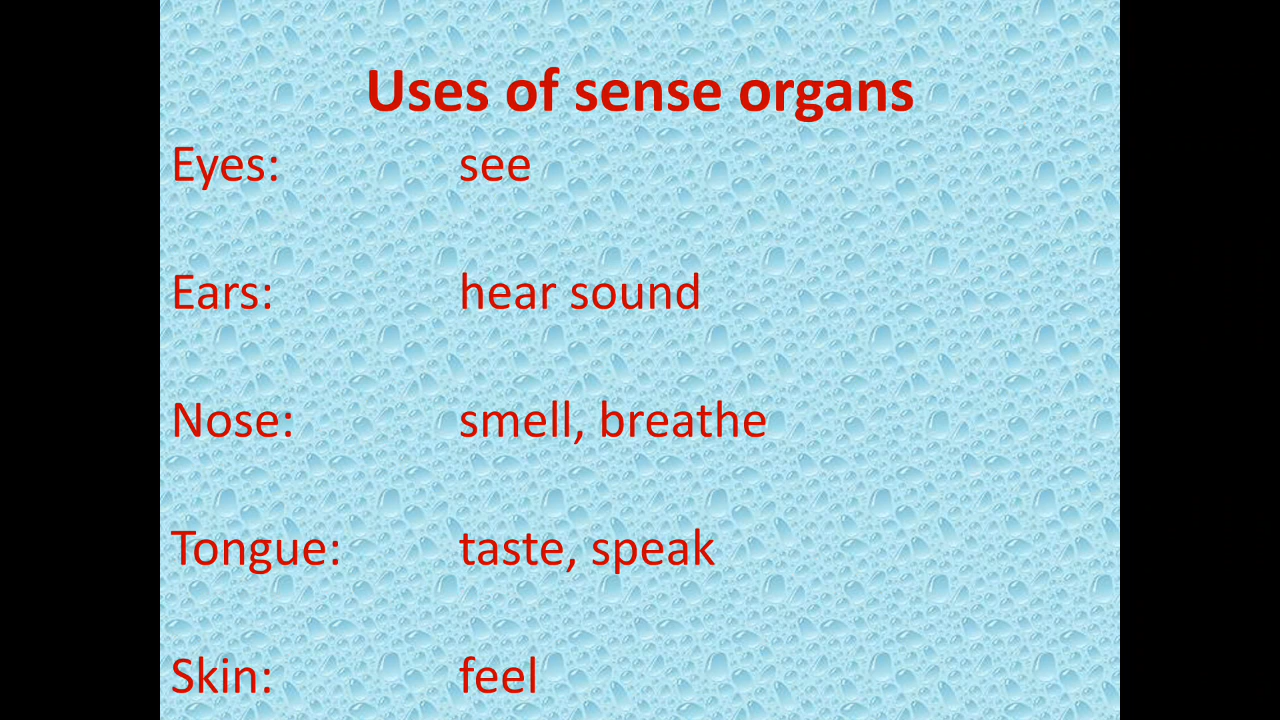 Uses of sense organs
Eyes: see
Ears: hear sound
Nose: smell, breathe
Tongue: taste, speak
Skin: feel